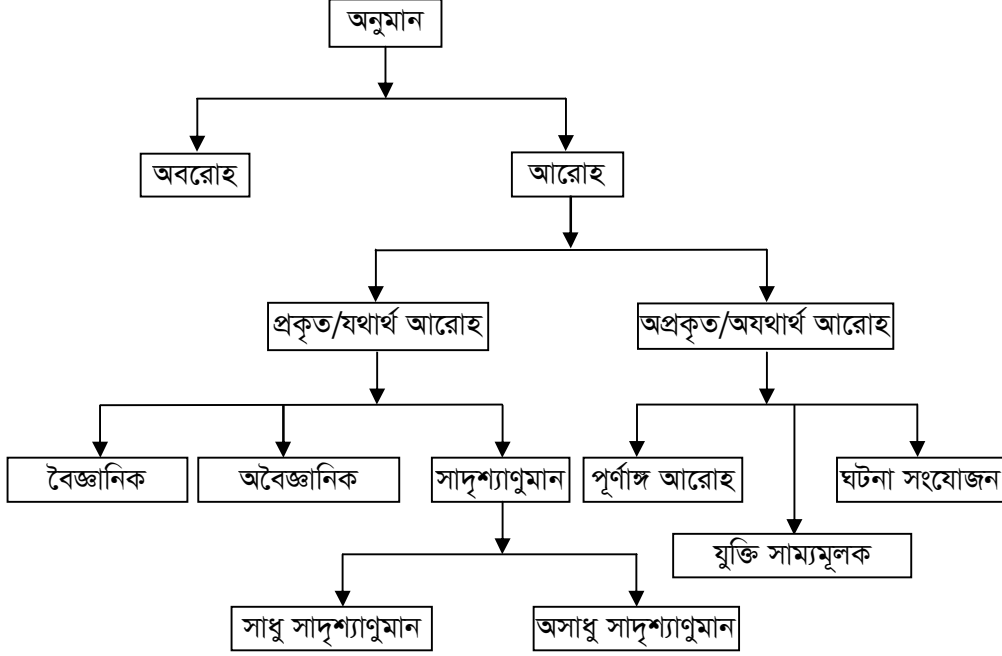 অনুমান
অবরোহ
আরোহ
প্রকৃত/যথার্থ আরোহ
অপ্রকৃত/অযথার্থ আরোহ
বৈজ্ঞানিক
অবৈজ্ঞানিক
সাদৃশ্যাণুমান
পূর্ণাঙ্গ আরোহ
ঘটনা সংযোজন
যুক্তি সাম্যমূলক
সাধু সাদৃশ্যাণুমান
অসাধু সাদৃশ্যাণুমান